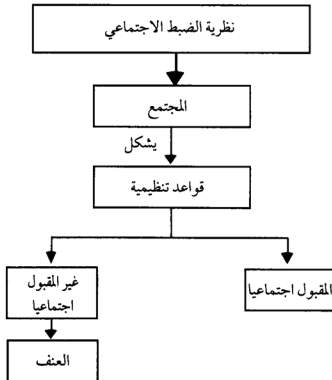 نظرية الضبط الاجتماعي
المجتمع
يشكل
قواعد تنظيمية
المقبول اجتماعيا
غير المقبول
اجتماعيا
العنف